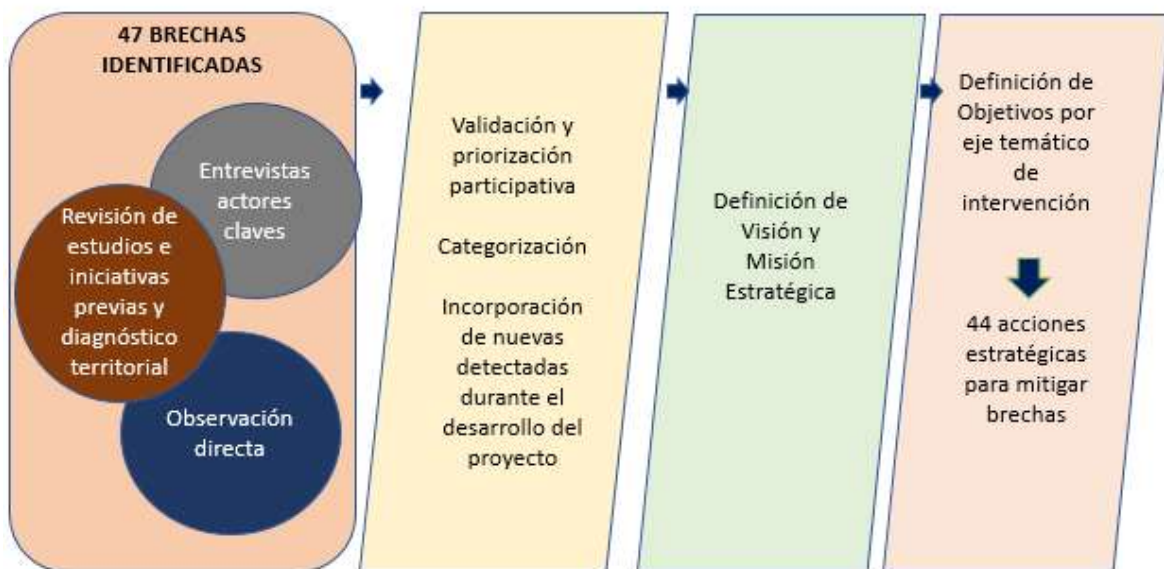 47 BRECHAS
IDENTIFICADAS
Entrevistas
actores
claves
Revisión de
estudios e
iniciativas
previas y
diagnóstico
territorial
Observación
directa
Validación y
priorización
participativa
Categorización
Incorporación
de nuevas
detectadas
durante el
desarrollo del
proyecto
Definición de
Visión y
Misión
Estratégica
Definición de
Objetivos por
eje temático
de
intervención
44 acciones
estratégicas
para mitigar
brechas